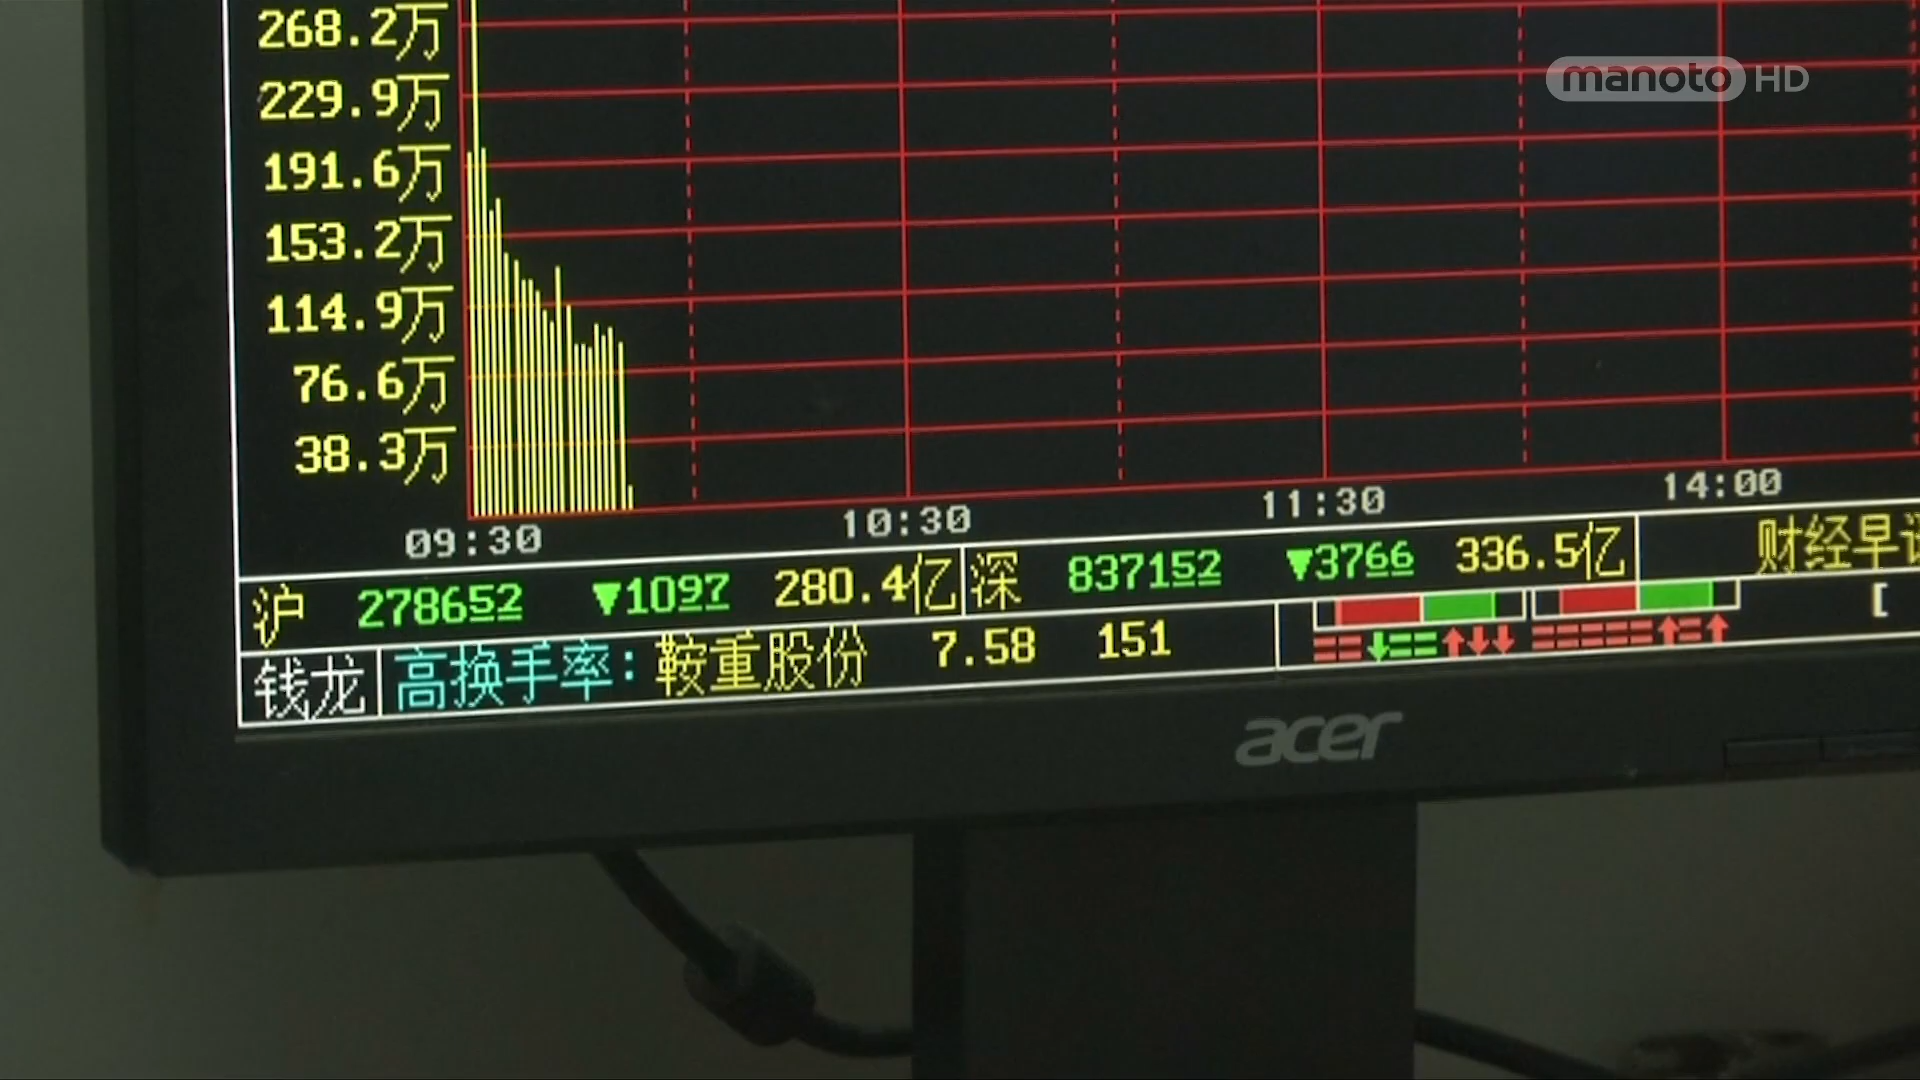 268.2万
manoto HD
229.9万
191.6万
153.2万
114.9万
76.6万
38.3万
09:30 10:30 11:30 14:00
沪 278652 ▼1097 280.4亿 深 837152 ▼3766 336.5亿 财经早
钱龙 高换手率: 鞍重股份 7.58 151 [
acer